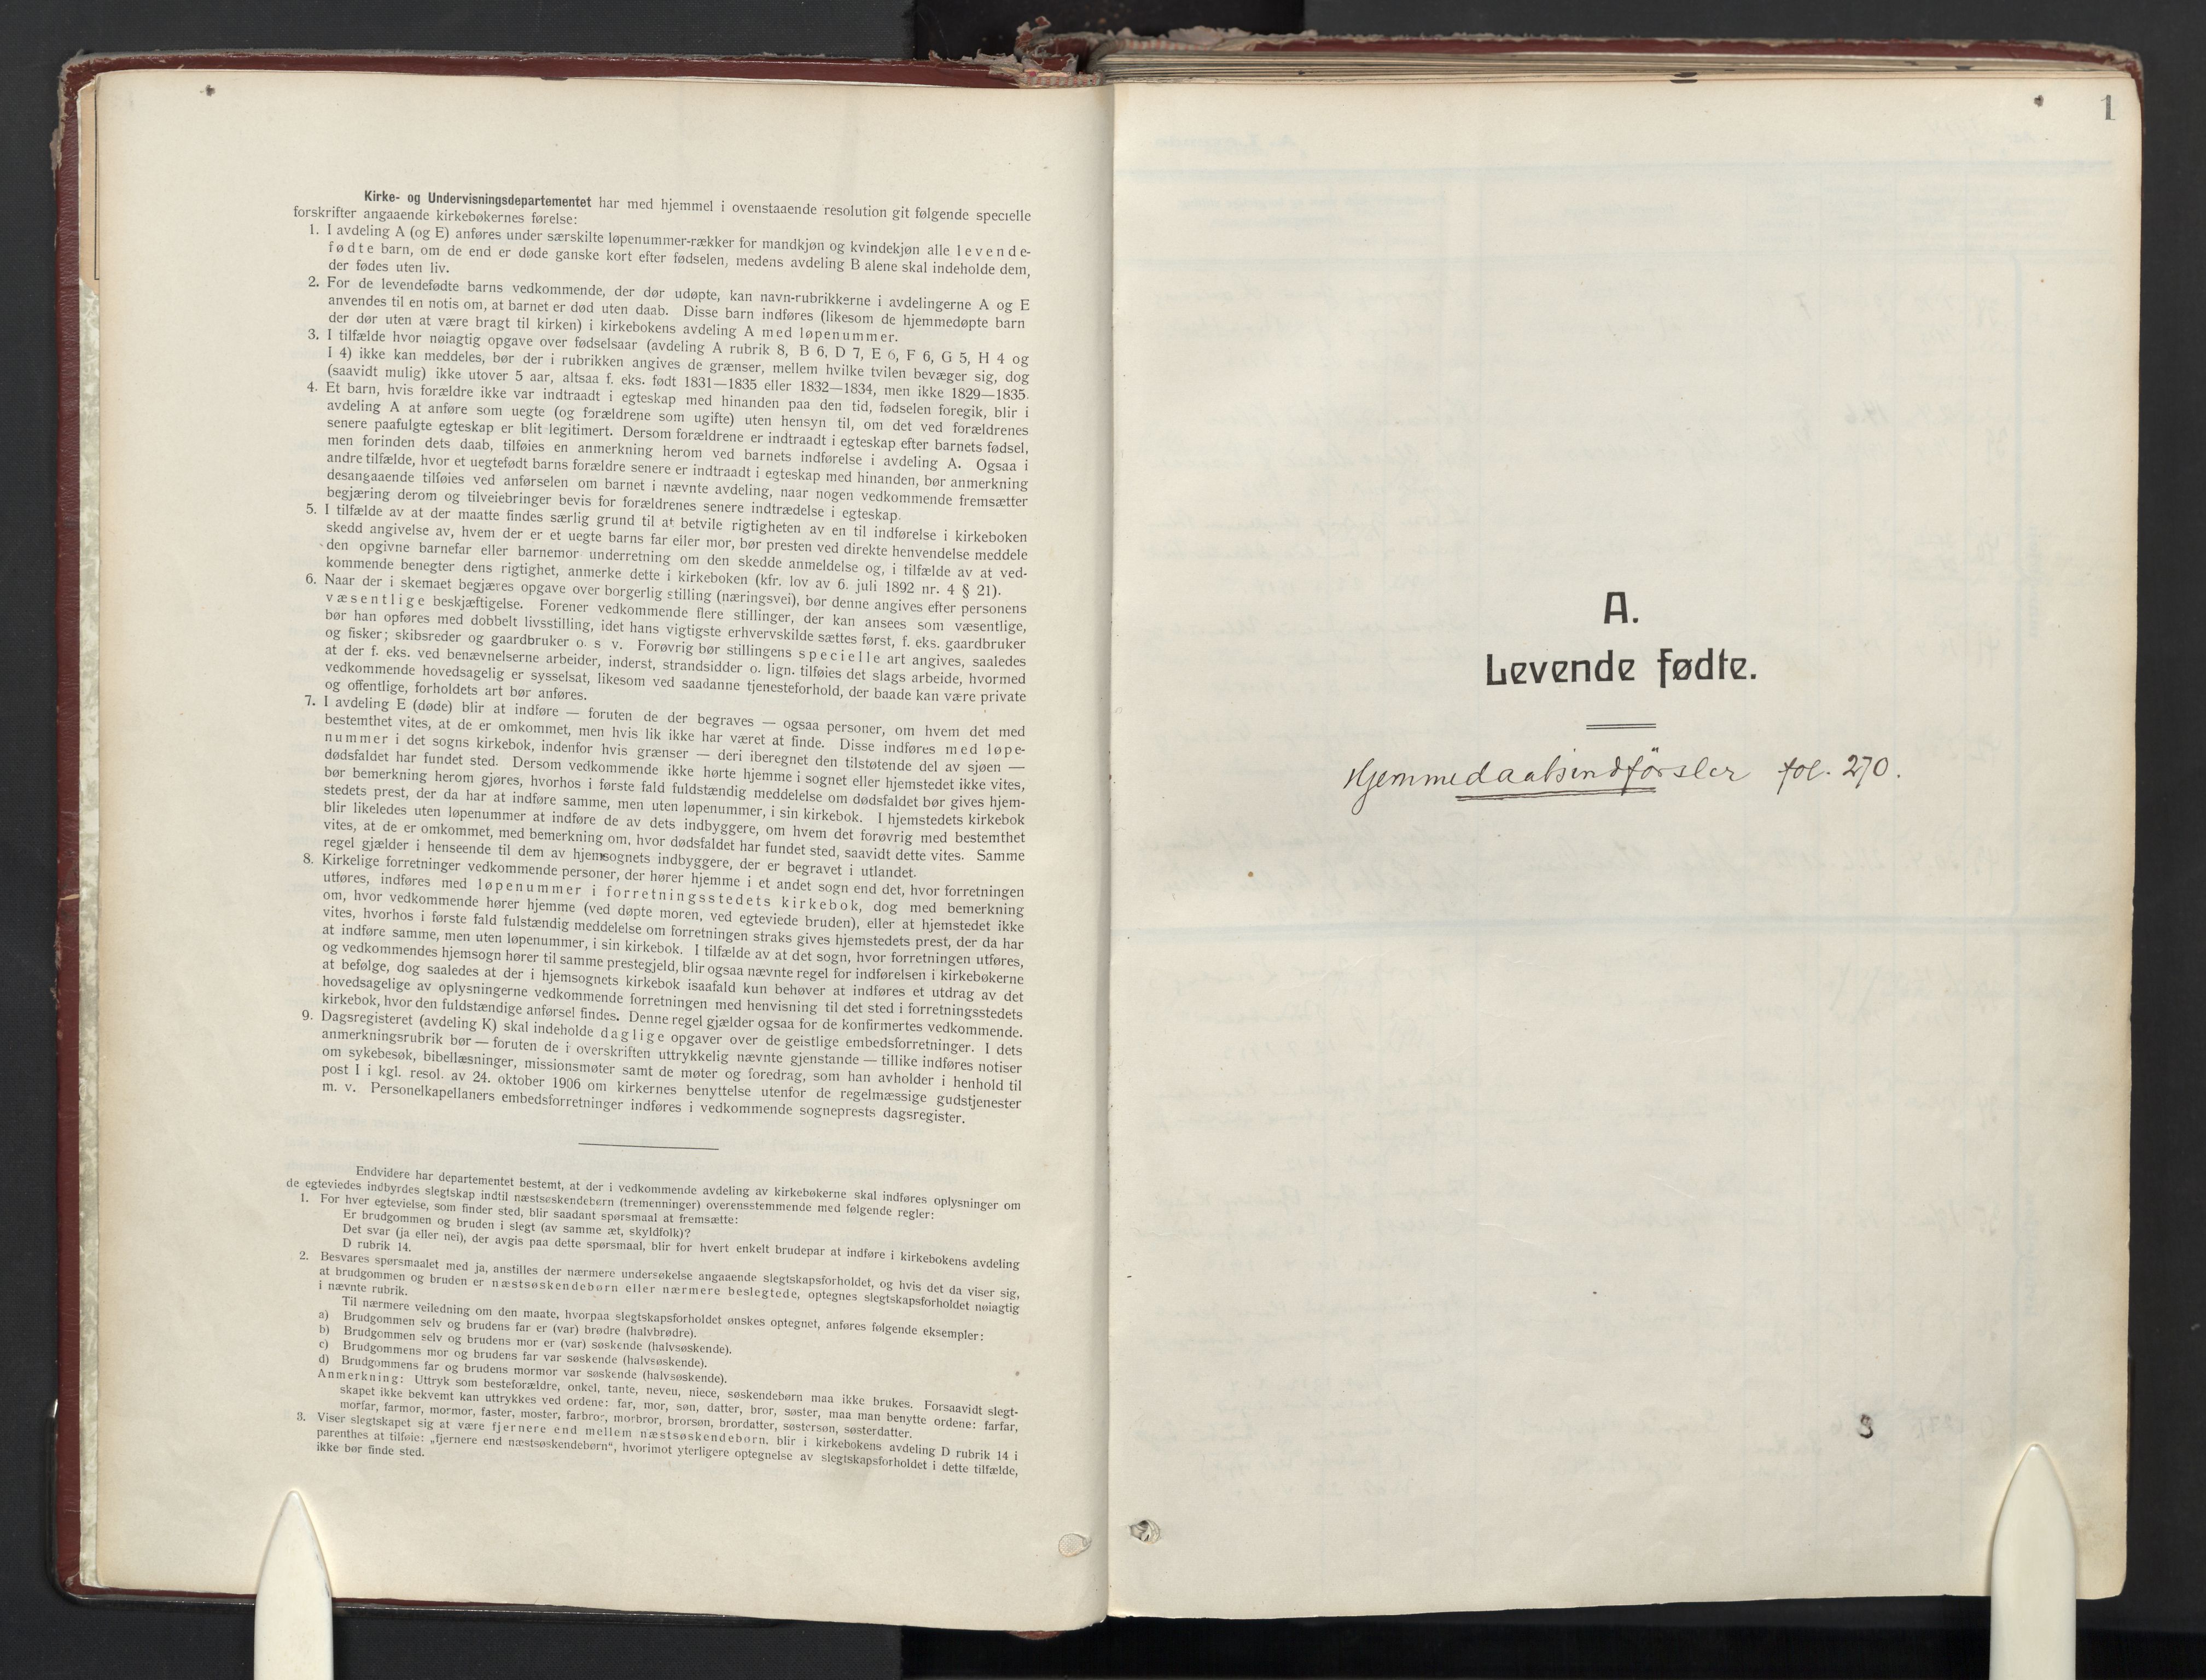 Kirke- og Undervisningsdepartementet har med hjemmel i ovenstaaende resolution git følgende specielle
forskrifter angaaende kirkebøkernes førelse:
1. I avdeling A (og E) anføres under særskilte løpenummer-rækker for mandkjøn og kvindekjøn alle levende-
fødte barn, om de end er døde ganske kort efter fødselen, medens avdeling B alene skal indeholde dem,
der fødes uten liv.
2. For de levendefødte barns vedkommende, der dør udøpte, kan navn-rubrikkerne i avdelingerne A og E
anvendes til en notis om, at barnet er død uten daab. Disse barn indføres (likesom de hjemmedøpte barn
der dør uten at være bragt til kirken) i kirkebokens avdeling A med løpenummer.
3. I tilfælde hvor nøiagtig opgave over fødselsaar (avdeling A rubrik 8, B 6, D 7, E 6, F 6, G 5, H 4 og
I 4) ikke kan meddeles, bør der i rubrikken angives de grænser, mellem hvilke tvilen bevæger sig, dog
(saavidt mulig) ikke utover 5 aar, altsaa f. eks. født 1831—1835 eller 1832—1834, men ikke 1829—1835.
4. Et barn, hvis forældre ikke var indtraadt i egteskap med hinanden paa den tid, fødselen foregik, blir i
avdeling A at anføre som uegte (og forældrene som ugifte) uten hensyn til, om det ved forældrenes
senere paafulgte egteskap er blit legitimert. Dersom forældrene er indtraadt i egteskap efter barnets fødsel,
men forinden dets daab, tilføies en anmerkning herom ved barnets indførelse i avdeling A. Ogsaa i
andre tilfælde, hvor et uegtefødt barns forældre senere er indtraadt i egteskap med hinanden, bør anmerkning
desangaaende tilføies ved anførselen om barnet i nævnte avdeling, naar nogen vedkommende fremsætter
begjæring derom og tilveiebringer bevis for forældrenes senere indtrædelse i egteskap.
5. I tilfælde av at der maatte findes særlig grund til at betvile rigtigheten av en til indførelse i kirkeboken
skedd angivelse av, hvem der er et uegte barns far eller mor, bør presten ved direkte henvendelse meddele
den opgivne barnefar eller barnemor underretning om den skedde anmeldelse og, i tilfælde av at ved-
kommende benegter dens rigtighet, anmerke dette i kirkeboken (kfr. lov av 6. juli 1892 nr. 4 § 21).
6. Naar der i skemaet begjæres opgave over borgerlig stilling (næringsvei), bør denne angives efter personens
væsentlige beskjæftigelse. Forener vedkommende flere stillinger, der kan ansees som væsentlige,
bør han opføres med dobbelt livsstilling, idet hans vigtigste erhvervskilde sættes først, f. eks. gaardbruker
og fisker; skibsreder og gaardbruker o. s v. Forøvrig bør stillingens specielle art angives, saaledes
at der f. eks. ved benævnelserne arbeider, inderst, strandsidder o. lign. tilføies det slags arbeide, hvormed
vedkommende hovedsagelig er sysselsat, likesom ved saadanne tjenesteforhold, der baade kan være private
og offentlige, forholdets art bør anføres.
7. I avdeling E (døde) blir at indføre — foruten de der begraves — ogsaa personer, om hvem det med
bestemthet vites, at de er omkommet, men hvis lik ikke har været at finde. Disse indføres med løpe-
nummer i det sogns kirkebok, indenfor hvis grænser — deri iberegnet den tilstøtende del av sjøen —
dødsfaldet har fundet sted. Dersom vedkommende ikke hørte hjemme i sognet eller hjemstedet ikke vites,
bør bemerkning herom gjøres, hvorhos i første fald fuldstændig meddelelse om dødsfaldet bør gives hjem-
stedets prest, der da har at indføre samme, men uten løpenummer, i sin kirkebok. I hjemstedets kirkebok
blir likeledes uten løpenummer at indføre de av dets indbyggere, om hvem det forøvrig med bestemthet
vites, at de er omkommet, med bemerkning om, hvor dødsfaldet har fundet sted, saavidt dette vites. Samme
regel gjælder i henseende til dem av hjemsognets indbyggere, der er begravet i utlandet.
8. Kirkelige forretninger vedkommende personer, der hører hjemme i et andet sogn end det, hvor forretningen
utføres, indføres med løpenummer i forretningsstedets kirkebok, dog med bemerkning
om, hvor vedkommende hører hjemme (ved døpte moren, ved egteviede bruden), eller at hjemstedet ikke
vites, hvorhos i første fald fulstændig meddelelse om forretningen straks gives hjemstedets prest, der da har
at indføre samme, men uten løpenummer, i sin kirkebok. I tilfælde av at det sogn, hvor forretningen utføres,
og vedkommendes hjemsogn hører til samme prestegjeld, blir ogsaa nævnte regel for indførelsen i kirkebøkerne
at befølge, dog saaledes at der i hjemsognets kirkebok isaafald kun behøver at indføres et utdrag av det
hovedsagelige av oplysningerne vedkommende forretningen med henvisning til det sted i forretningsstedets
kirkebok, hvor den fuldstændige anførsel findes. Denne regel gjælder ogsaa for de konfirmertes vedkommende.
9. Dagsregisteret (avdeling K) skal indeholde daglige opgaver over de geistlige embedsforretninger. I dets
anmerkningsrubrik bør — foruten de i overskriften uttrykkelig nævnte gjenstande — tillike indføres notiser
om sykebesøk, bibellæsninger, missionsmøter samt de møter og foredrag, som han avholder i henhold til
post I i kgl. resol. av 24. oktober 1906 om kirkernes benyttelse utenfor de regelmæssige gudstjenester
m. v. Personelkapellaners embedsforretninger indføres i vedkommende sogneprests dagsregister.
Endvidere har departementet bestemt, at der i vedkommende avdeling av kirkebøkerne skal indføres oplysninger om
de egteviedes indbyrdes slegtskap indtil næstsøskendebørn (tremenninger) overensstemmende med følgende regler:
1. For hver egtevielse, som finder sted, blir saadant spørsmaal at fremsætte:
Er brudgommen og bruden i slegt (av samme æt, skyldfolk)?
Det svar (ja eller nei), der avgis paa dette spørsmaal, blir for hvert enkelt brudepar at indføre i kirkebokens avdeling
D rubrik 14.
2. Besvares spørsmaalet med ja, anstilles der nærmere undersøkelse angaaende slegtskapsforholdet, og hvis det da viser sig,
at brudgommen og bruden er næstsøskendebørn eller nærmere beslegtede, optegnes slegtskapsforholdet nøiagtig
i nævnte rubrik.
Til nærmere veiledning om den maate, hvorpaa slegtskapsforholdet ønskes optegnet, anføres følgende eksempler:
a) Brudgommen selv og brudens far er (var) brødre (halvbrødre).
b) Brudgommen selv og brudens mor er (var) søskende (halvsøskende).
c) Brudgommens mor og brudens far var søskende (halvsøskende).
d) Brudgommens far og brudens mormor var søskende (halvsøskende).
Anmerkning: Uttryk som besteforældre, onkel, tante, neveu, niece, søskendebørn maa ikke brukes. Forsaavidt slegt-
skapet ikke bekvemt kan uttrykkes ved ordene: far, mor, søn, datter, bror, søster, maa man benytte ordene: farfar,
morfar, farmor, mormor, faster, moster, farbror, morbror, brorsøn, brordatter, søstersøn, søsterdatter.
3. Viser slegtskapet sig at være fjernere end mellem næstsøskendebørn, blir i kirkebokens avdeling D rubrik 14 i
parenthes at tilføie: „fjernere end næstsøskendebørn“, hvorimot yterligere optegnelse av slegtskapsforholdet i dette tilfælde,
ikke bør finde sted.
1
A.
Levende fødte.
Hjemmedaabsindförsler fol. 270.